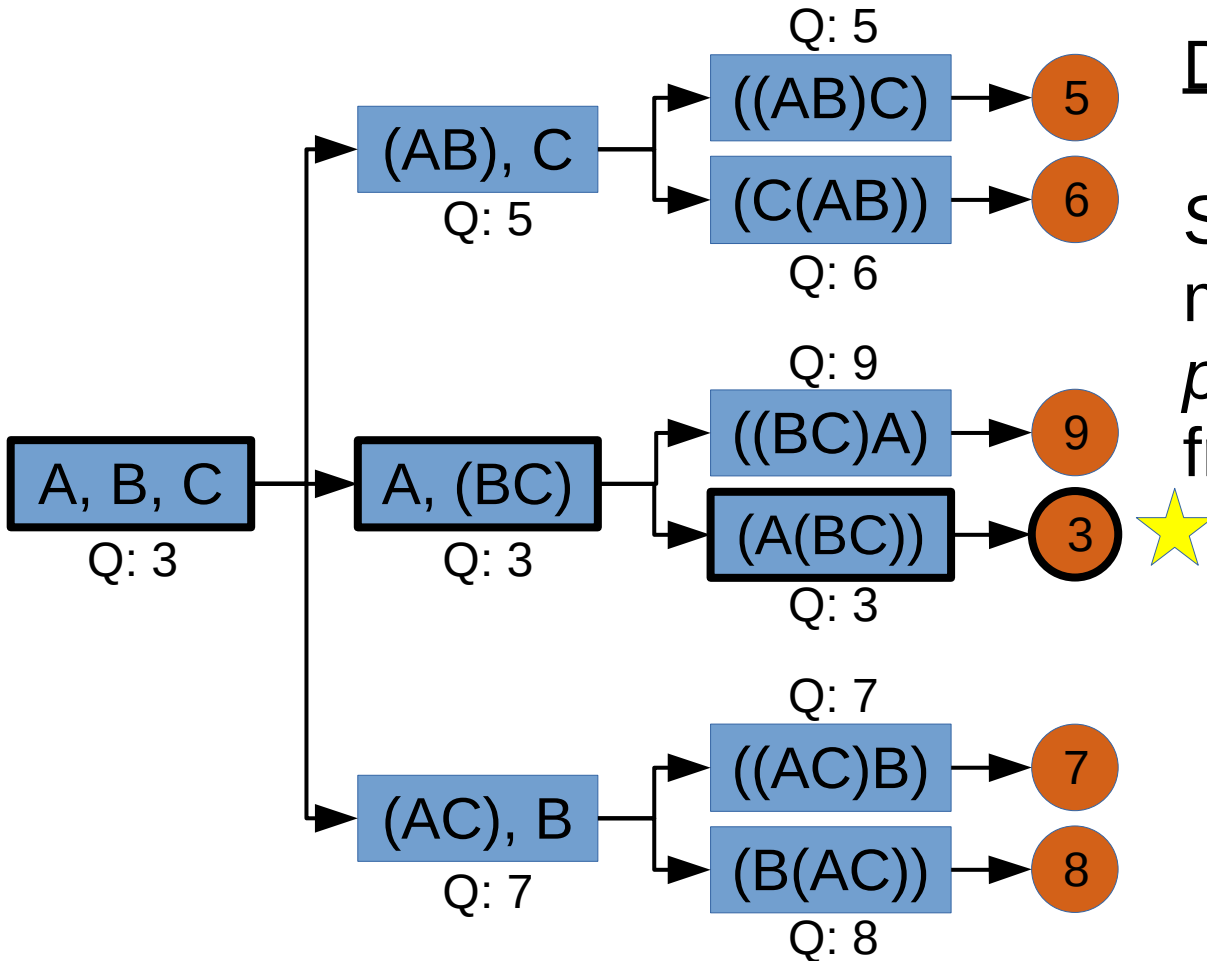 Q: 5
((AB)C)
5
(AB), C
Q: 5
(C(AB))
6
Q: 6
Q: 9
((BC)A)
9
A, B, C
Q: 3
A, (BC)
Q: 3
(A(BC))
3
Q: 3
Q: 7
((AC)B)
7
(AC), B
Q: 7
(B(AC))
8
Q: 8